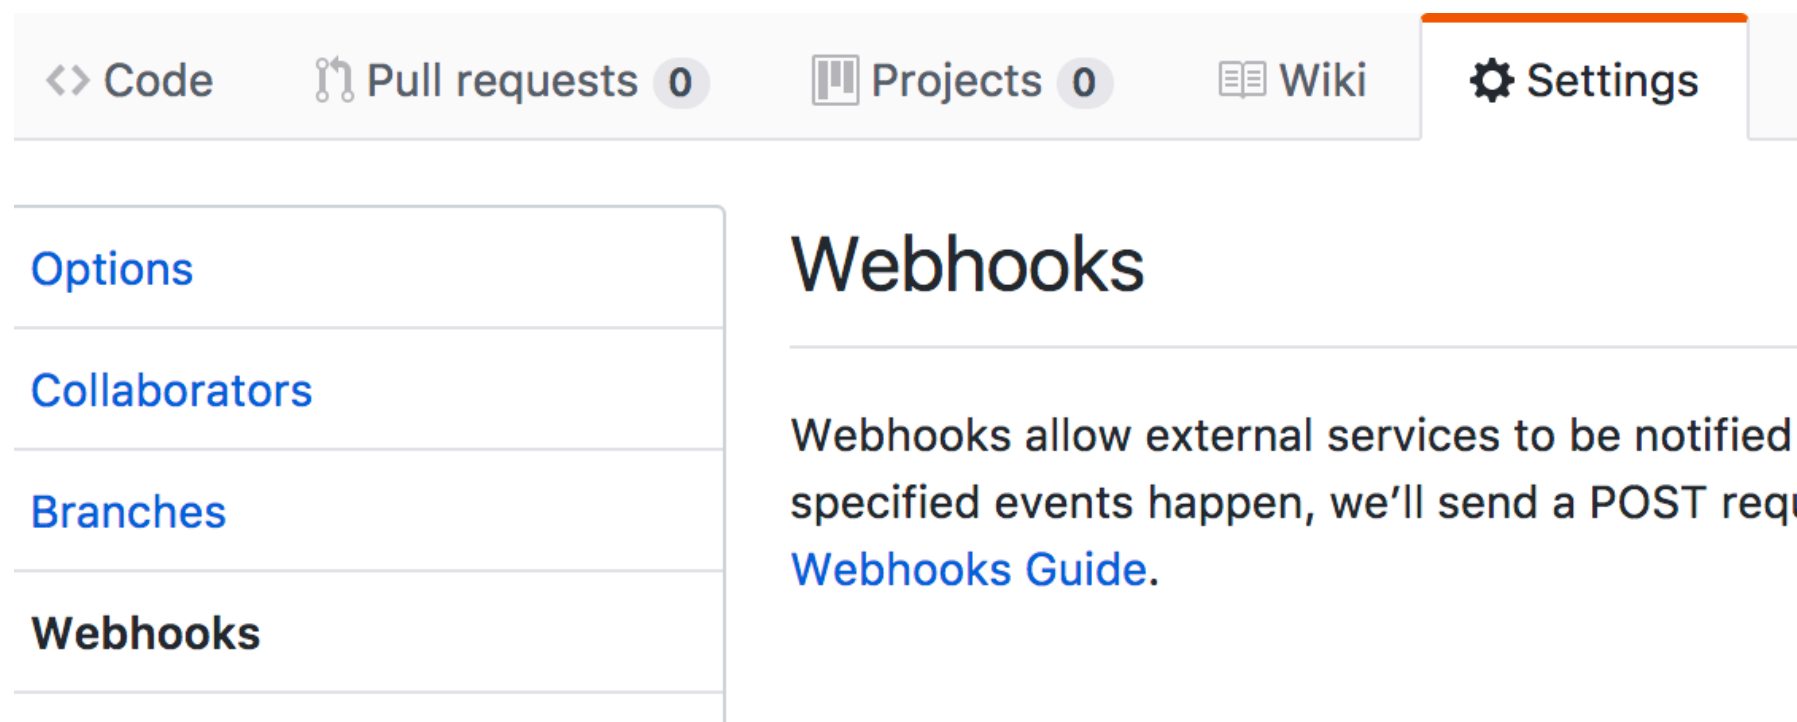 Code Pull requests 0 Projects 0 Wiki Settings
Options
Collaborators
Branches
Webhooks
Webhooks
Webhooks allow external services to be notified
specified events happen, we’ll send a POST
Webhooks Guide.